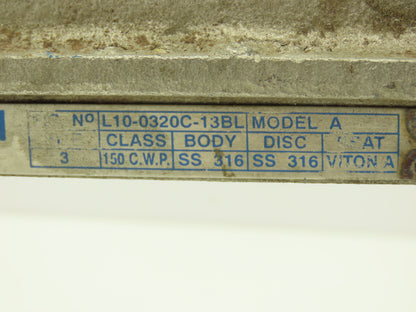 Nº L10-0320C-13BL MODEL A
CLASS BODY DISC
3 150 C.W.P. SS 316 SS 316 VITON A